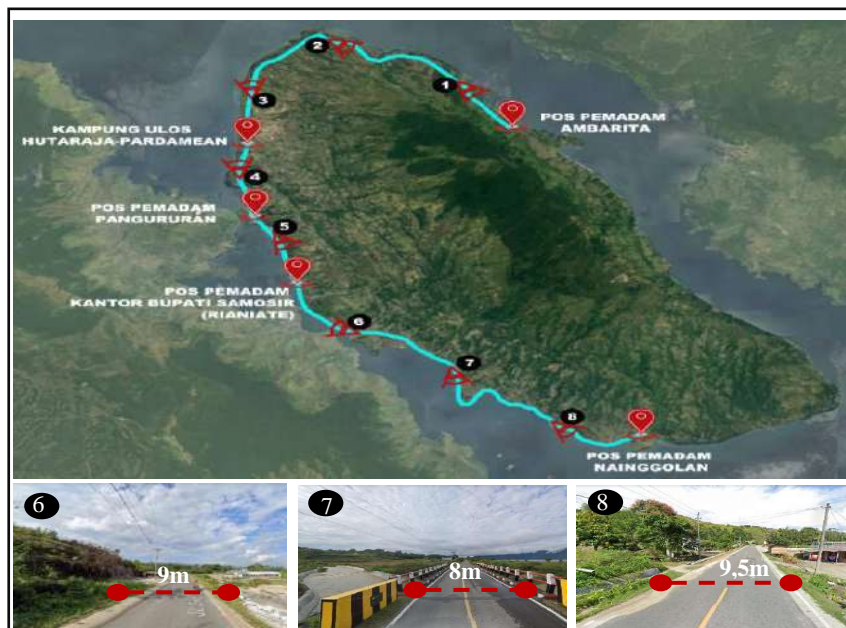 2
1
3
POS PEMADAM
AMBARITA
KAMPUNG ULOS
HUTARAJA-PARDAMEAN
4
POS PEMADAM
PANGURURAN
5
POS PEMADAM
KANTOR BUPATI SAMOSIR
(RIANIATE)
6
7
8
POS PEMADAM
NAINGGOLAN
6
9m
7
8m
8
9,5m